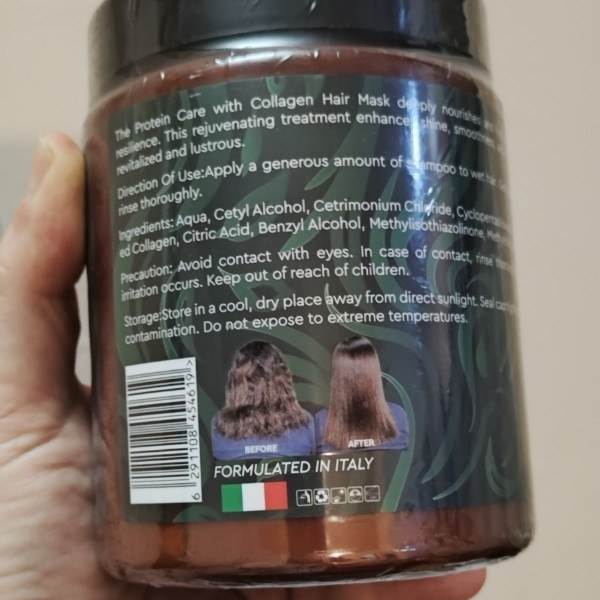 The Protein Care with Collagen Hair Mask deeply nourishes
resilience. This rejuvenating treatment enhances shine, smoothness
revitalized and lustrous.
Direction Of Use:Apply a generous amount of shampoo to wet hair.
rinse thoroughly.
Ingredients: Aqua, Cetyl Alcohol, Cetrimonium Chloride, Cyclopentas
ed Collagen, Citric Acid, Benzyl Alcohol, Methylisothiazolinone,
Precaution: Avoid contact with eyes. In case of contact, rinse
irritation occurs. Keep out of reach of children.
Storage:Store in a cool, dry place away from direct sunlight. Seal
contamination. Do not expose to extreme temperatures.
BEFORE
AFTER
FORMULATED IN ITALY
6 291108 454619 >